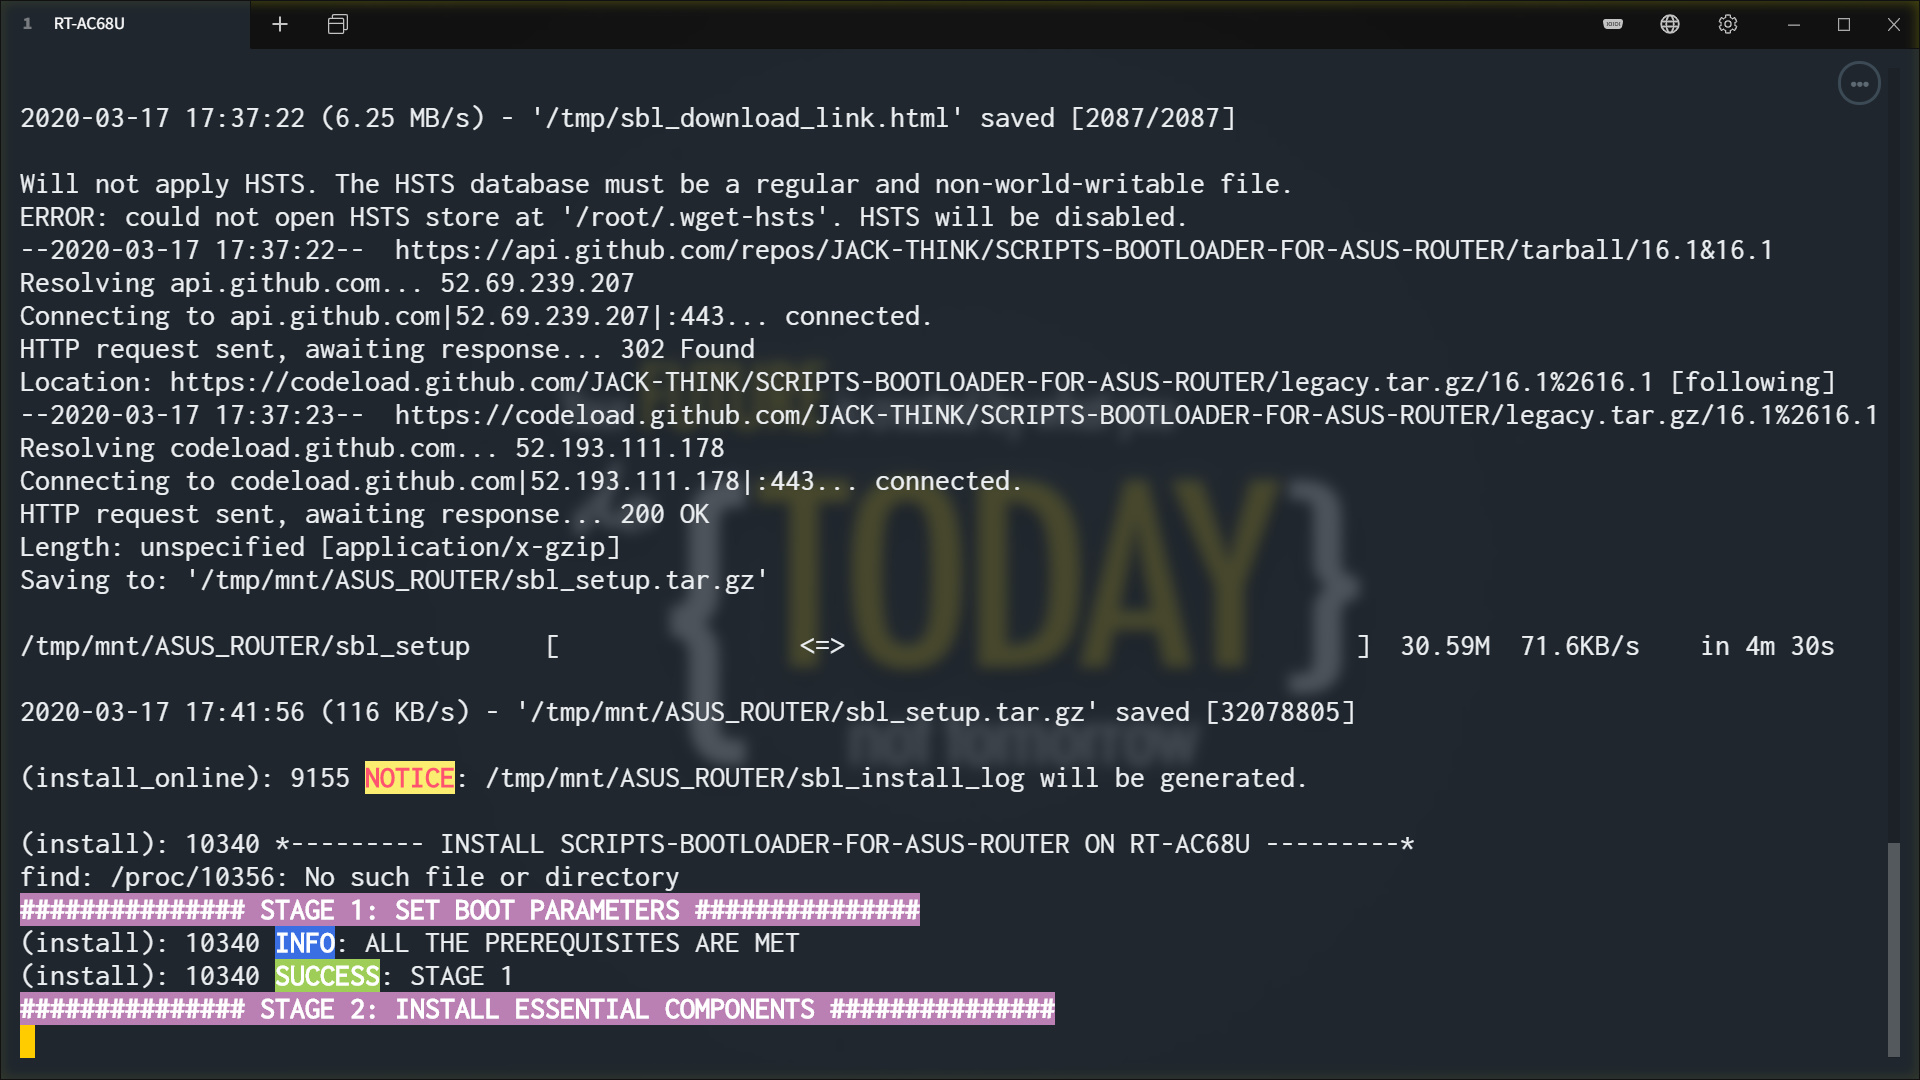 1 RT-AC68U
2020-03-17 17:37:22 (6.25 MB/s) - '/tmp/sbl_download_link.html' saved [2087/2087]
Will not apply HSTS. The HSTS database must be a regular and non-world-writable file.
ERROR: could not open HSTS store at '/root/.wget-hsts'. HSTS will be disabled.
--2020-03-17 17:37:22--  https://api.github.com/repos/JACK-THINK/SCRIPTS-BOOTLOADER-FOR-ASUS-ROUTER/tarball/16.1&16.1
Resolving api.github.com... 52.69.239.207
Connecting to api.github.com|52.69.239.207|:443... connected.
HTTP request sent, awaiting response... 302 Found
Location: https://codeload.github.com/JACK-THINK/SCRIPTS-BOOTLOADER-FOR-ASUS-ROUTER/legacy.tar.gz/16.1%2616.1 [following]
--2020-03-17 17:37:23--  https://codeload.github.com/JACK-THINK/SCRIPTS-BOOTLOADER-FOR-ASUS-ROUTER/legacy.tar.gz/16.1%2616.1
Resolving codeload.github.com... 52.193.111.178
Connecting to codeload.github.com|52.193.111.178|:443... connected.
HTTP request sent, awaiting response... 200 OK
Length: unspecified [application/x-gzip]
Saving to: '/tmp/mnt/ASUS_ROUTER/sbl_setup.tar.gz'
/tmp/mnt/ASUS_ROUTER/sbl_setup     [                <=>                                  ]  30.59M  71.6KB/s    in 4m 30s
2020-03-17 17:41:56 (116 KB/s) - '/tmp/mnt/ASUS_ROUTER/sbl_setup.tar.gz' saved [32078805]
(install_online): 9155 NOTICE: /tmp/mnt/ASUS_ROUTER/sbl_install_log will be generated.
(install): 10340 *--------- INSTALL SCRIPTS-BOOTLOADER-FOR-ASUS-ROUTER ON RT-AC68U ---------*
find: /proc/10356: No such file or directory
############### STAGE 1: SET BOOT PARAMETERS ###############
(install): 10340 INFO: ALL THE PREREQUISITES ARE MET
(install): 10340 SUCCESS: STAGE 1
############### STAGE 2: INSTALL ESSENTIAL COMPONENTS ###############
{TODAY}
not tomorrow